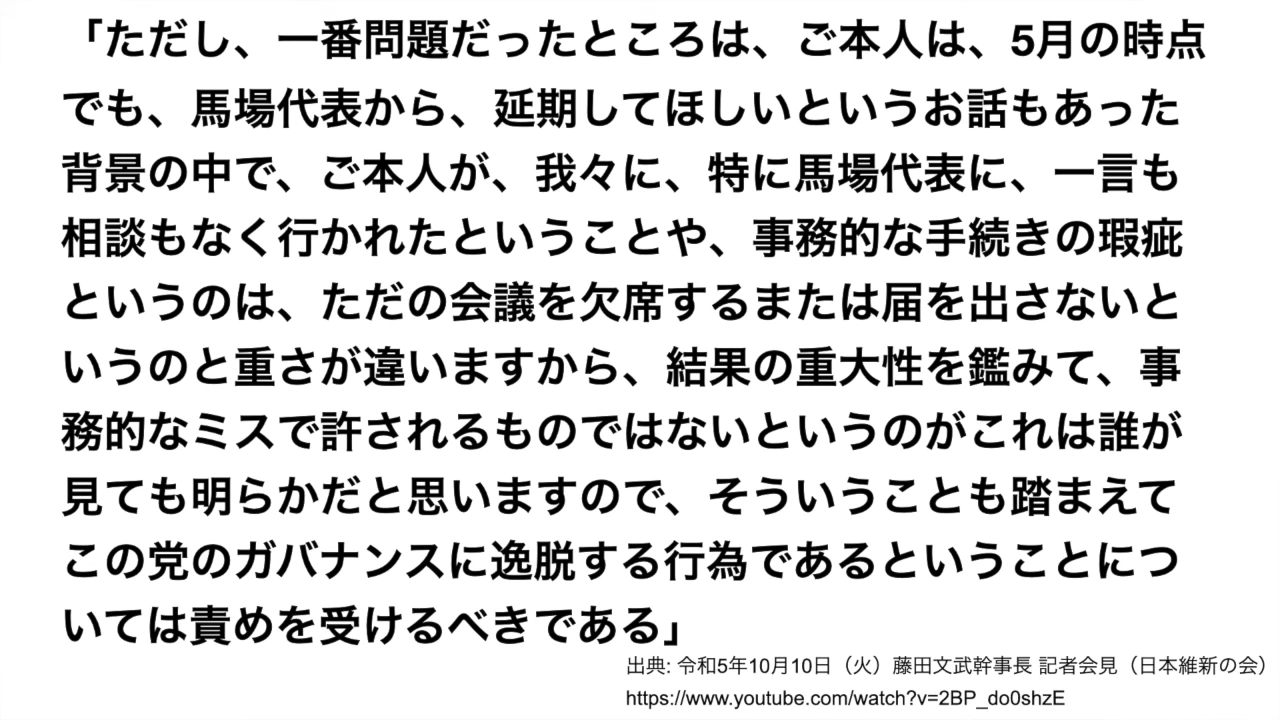 「ただし、一番問題だったところは、ご本人は、5月の時点
でも、馬場代表から、延期してほしいというお話もあった
背景の中で、ご本人が、我々に、特に馬場代表に、一言も
相談もなく行かれたということや、事務的な手続きの瑕疵
というのは、ただの会議を欠席するまたは届を出さないと
いうのと重さが違いますから、結果の重大性を鑑みて、事
務的なミスで許されるものではないというのがこれは誰が
見ても明らかだと思いますので、そういうことも踏まえて
この党のガバナンスに逸脱する行為であるということにつ
いては責めを受けるべきである」
出典: 令和5年10月10日（火）藤田文武幹事長 記者会見（日本維新の会）
https://www.youtube.com/watch?v=2BP_do0shzE